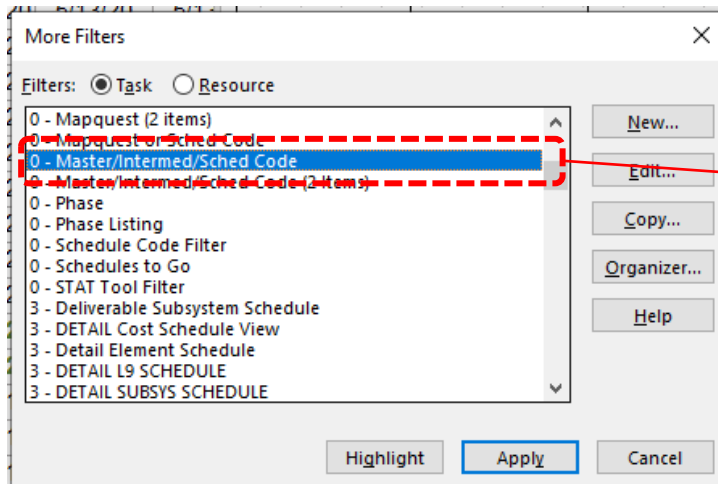 More Filters
Filters: Task Resource
0 - Mapquest (2 items)
0 - Mapquest or Sched Code
0 - Master/Intermed/Sched Code
0 - Master/Intermed/Sched Code (2 Items)
0 - Phase
0 - Phase Listing
0 - Schedule Code Filter
0 - Schedules to Go
0 - STAT Tool Filter
3 - Deliverable Subsystem Schedule
3 - DETAIL Cost Schedule View
3 - Detail Element Schedule
3 - DETAIL L9 SCHEDULE
3 - DETAIL SUBSYS SCHEDULE
New...
Edit...
Copy...
Organizer...
Help
Highlight Apply Cancel